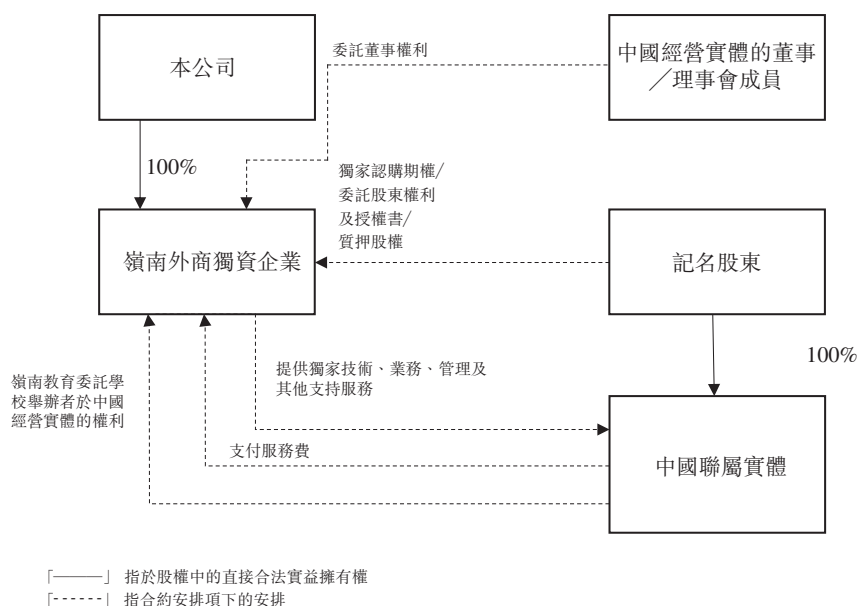 本公司
委託董事權利
中國經營實體的董事
╱理事會成員
100%
獨家認購期權/
委託股東權利
及授權書/
質押股權
嶺南外商獨資企業
記名股東
100%
嶺南教育委託學
校舉辦者於中國
經營實體的權利
提供獨家技術、業務、管理及
其他支持服務
支付服務費
中國聯屬實體
「———」 指於股權中的直接合法實益擁有權
「------」 指合約安排項下的安排